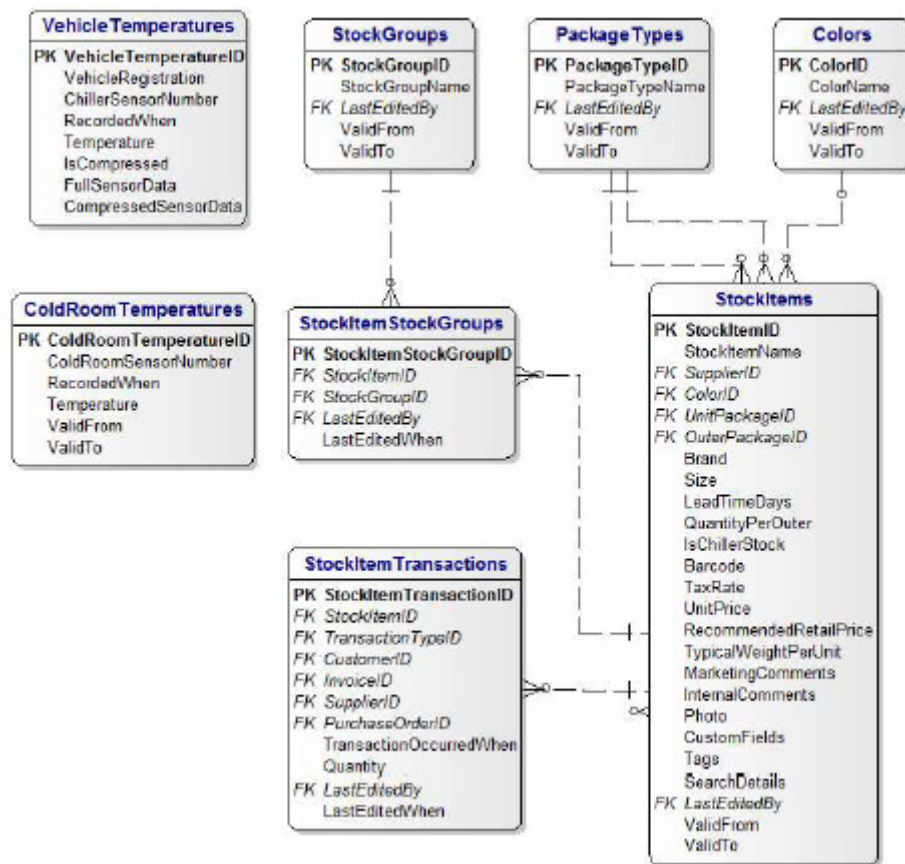 VehicleTemperatures
PK VehicleTemperatureID
VehicleRegistration
ChillerSensorNumber
RecordedWhen
Temperature
IsCompressed
FullSensorData
CompressedSensorData
StockGroups
PK StockGroupID
StockGroupName
FK LastEditedBy
ValidFrom
ValidTo
PackageTypes
PK PackageTypeID
PackageTypeName
FK LastEditedBy
ValidFrom
ValidTo
Colors
PK ColorID
ColorName
FK LastEditedBy
ValidFrom
ValidTo
ColdRoomTemperatures
PK ColdRoomTemperatureID
ColdRoomSensorNumber
RecordedWhen
Temperature
ValidFrom
ValidTo
StockItemStockGroups
PK StockItemStockGroupID
FK StockItemID
FK StockGroupID
FK LastEditedBy
LastEditedWhen
StockItems
PK StockItemID
StockItemName
FK SupplierID
FK ColorID
FK UnitPackageID
FK OuterPackageID
Brand
Size
LeadTimeDays
QuantityPerOuter
IsChillerStock
Barcode
TaxRate
UnitPrice
RecommendedRetailPrice
TypicalWeightPerUnit
MarketingComments
InternalComments
Photo
CustomFields
Tags
SearchDetails
FK LastEditedBy
ValidFrom
ValidTo
StockItemTransactions
PK StockItemTransactionID
FK StockItemID
FK TransactionTypeID
FK CustomerID
FK InvoiceID
FK SupplierID
FK PurchaseOrderID
TransactionOccurredWhen
Quantity
FK LastEditedBy
LastEditedWhen